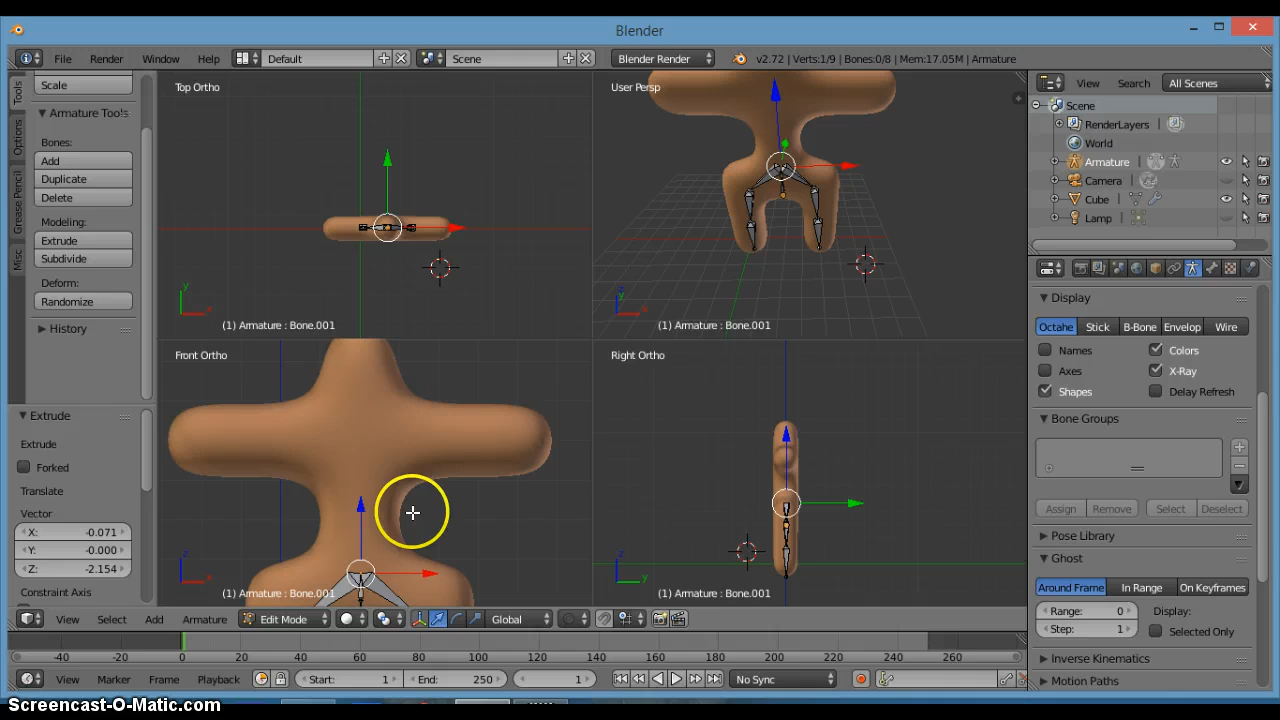 Blender
File Render Window Help Default Scene Blender Render v2.72 | Verts:1/9 | Bones:0/8 | Mem:17.05M | Armature
Scale
Armature Tools
Bones:
Add
Duplicate
Delete
Modeling:
Extrude
Subdivide
Deform:
Randomize
History
Tools
Options
Grease Pencil
Misc
Extrude
Extrude
Forked
Translate
Vector
X: -0.071
Y: -0.000
Z: -2.154
Constraint Axis
Top Ortho
y
x
(1) Armature : Bone.001
User Persp
z
y
x
(1) Armature : Bone.001
Front Ortho
z
x
(1) Armature : Bone.001
Right Ortho
z
y
(1) Armature : Bone.001
View Search All Scenes
Scene
RenderLayers
World
Armature
Camera
Cube
Lamp
Display
Octahe Stick B-Bone Envelop Wire
Names Colors
Axes X-Ray
Shapes Delay Refresh
Bone Groups
Assign Remove Select Deselect
Pose Library
Ghost
Around Frame In Range On Keyframes
Range: 0 Display:
Step: 1 Selected Only
Inverse Kinematics
Motion Paths
View Select Add Armature Edit Mode Global
-40 -20 0 20 40 60 80 100 120 140 160 180 200 220 240 260
View Marker Frame Playback Start: 1 End: 250 1 No Sync
Screencast-O-Matic.com